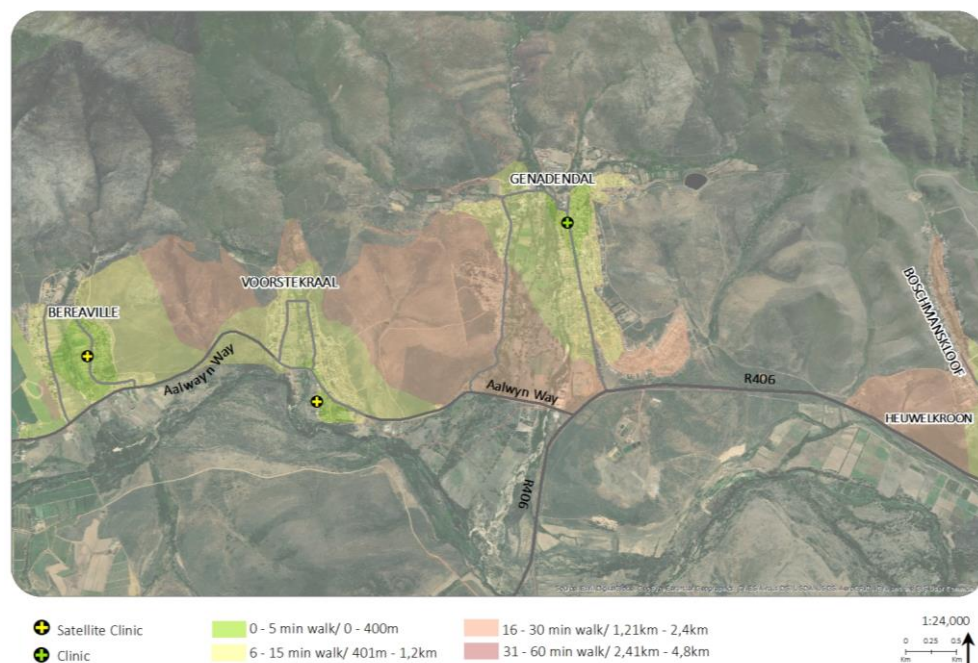 GENADENDAL
VOORSTEKRAAL
BEREAVILLE
BOSCHMANSKLOOF
Aalwayn Way
Aalwyn Way
R406
HEUWELKROON
R406
Satellite Clinic
Clinic
0 - 5 min walk/ 0 - 400m
6 - 15 min walk/ 401m - 1,2km
16 - 30 min walk/ 1,21km - 2,4km
31 - 60 min walk/ 2,41km - 4,8km
1:24,000
0 0.25 0.5
Km Km